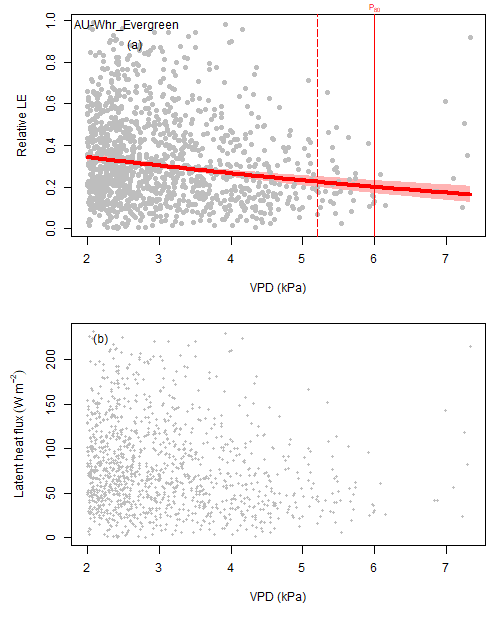 P₅₀
AU-Whr_Evergreen
(a)
Relative LE
0.0 0.2 0.4 0.6 0.8 1.0
2 3 4 5 6 7
VPD (kPa)
(b)
Latent heat flux (W m⁻²)
0 50 100 150 200
2 3 4 5 6 7
VPD (kPa)